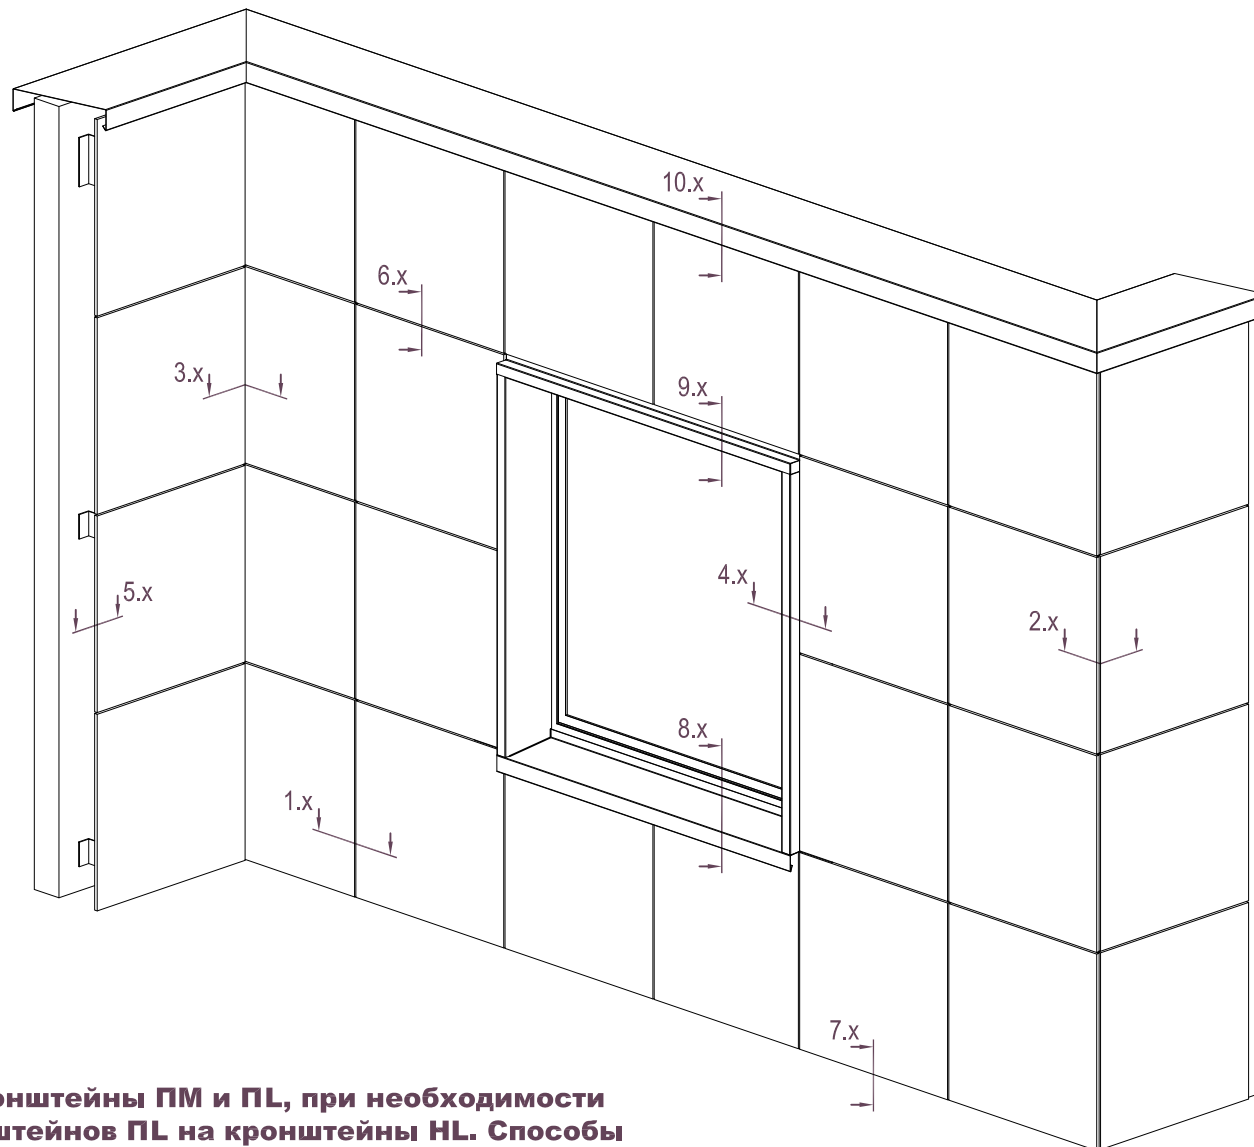 10.x
6.x
3.x
9.x
5.x
4.x
2.x
8.x
1.x
7.x
онштейны ПМ и ПL, при необходимости
штейнов ПL на кронштейны HL. Способы